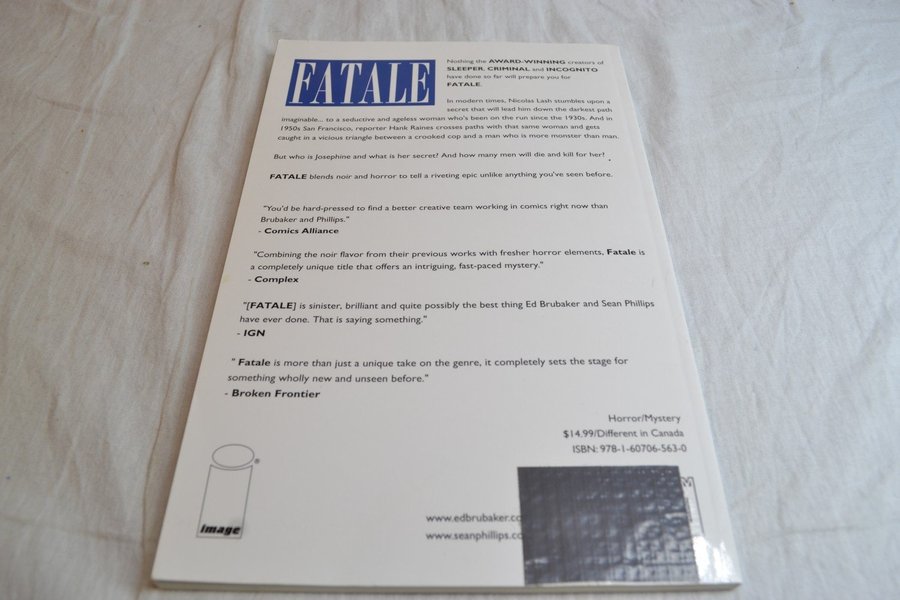 FATALE
Nothing the AWARD-WINNING creators of
SLEEPER, CRIMINAL and INCOGNITO
have done so far will prepare you for
FATALE.
In modern times, Nicolas Lash stumbles upon a
secret that will lead him down the darkest path
imaginable... to a seductive and ageless woman who's been on the run since the 1930s. And in
1950s San Francisco, reporter Hank Raines crosses paths with that same woman and gets
caught in a vicious triangle between a crooked cop and a man who is more monster than man.
But who is Josephine and what is her secret? And how many men will die and kill for her?
FATALE blends noir and horror to tell a riveting epic unlike anything you've seen before.
"You'd be hard-pressed to find a better creative team working in comics right now than
Brubaker and Phillips."
- Comics Alliance
"Combining the noir flavor from their previous works with fresher horror elements, Fatale is
a completely unique title that offers an intriguing, fast-paced mystery."
- Complex
"[FATALE] is sinister, brilliant and quite possibly the best thing Ed Brubaker and Sean Phillips
have ever done. That is saying something."
- IGN
" Fatale is more than just a unique take on the genre, it completely sets the stage for
something wholly new and unseen before."
- Broken Frontier
Horror/Mystery
$14.99/Different in Canada
ISBN: 978-1-60706-563-0
image®
www.edbrubaker.co
www.seanphillips.co